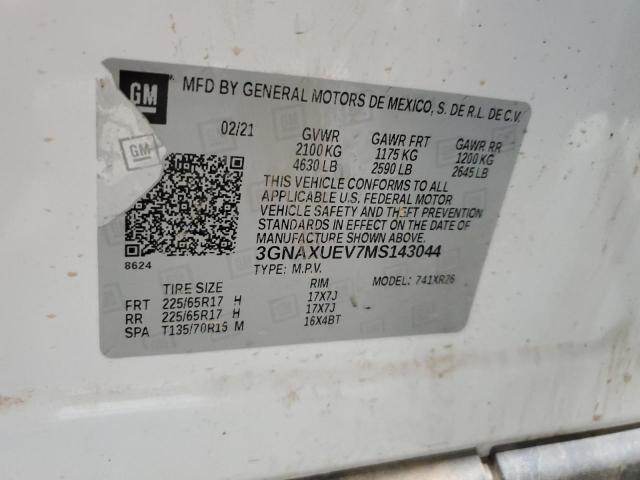 GM
MFD BY GENERAL MOTORS DE MEXICO, S. DE R.L. DE C.V.
02/21 GVWR GAWR FRT GAWR RR
2100 KG 1175 KG 1200 KG
4630 LB 2590 LB 2645 LB
GM
THIS VEHICLE CONFORMS TO ALL
APPLICABLE U.S. FEDERAL MOTOR
VEHICLE SAFETY AND THEFT PREVENTION
STANDARDS IN EFFECT ON THE DATE OF
MANUFACTURE SHOWN ABOVE.
8624
3GNAXUEV7MS143044
TYPE: M.P.V. MODEL: 741XR26
TIRE SIZE RIM
FRT 225/65R17 H 17X7J
RR 225/65R17 H 17X7J
SPA T135/70R16 M 16X4BT